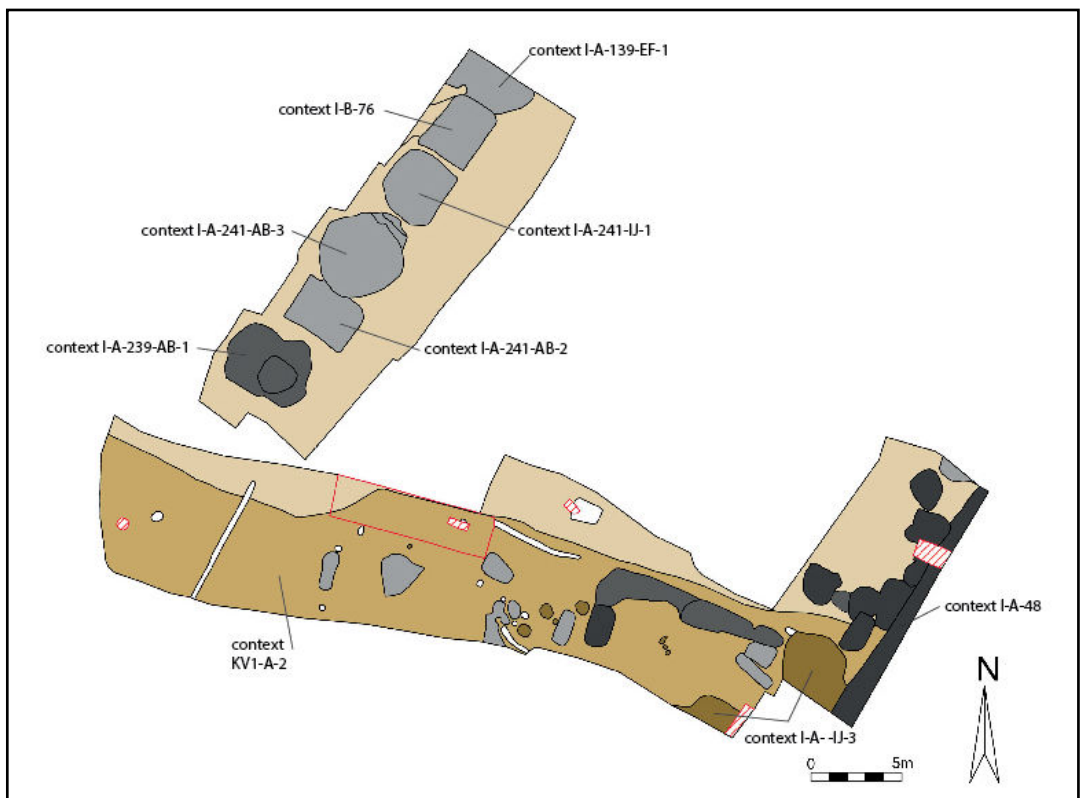 context I-A-139-EF-1
context I-B-76
context I-A-241-AB-3
context I-A-241-IJ-1
context I-A-239-AB-1
context I-A-241-AB-2
context I-A-48
context
KV1-A-2
N
context I-A--IJ-3
0 5m